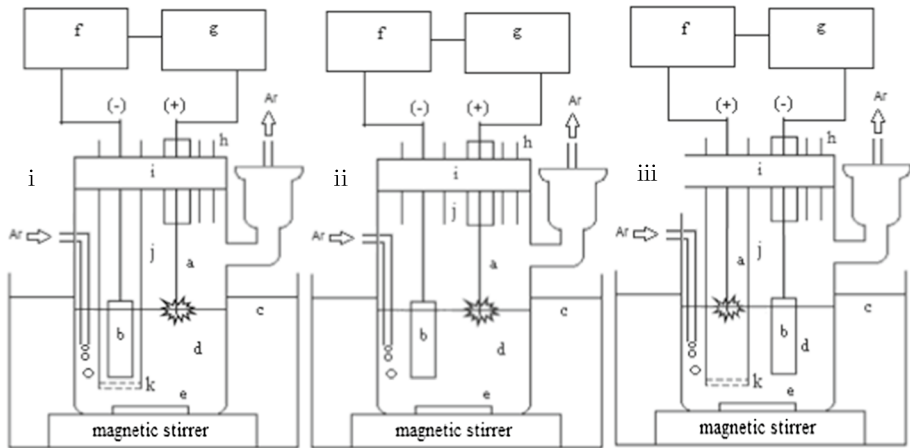 f g
(-) (+)
Ar
h
i
i
Ar
j
a
c
b
d
k
e
magnetic stirrer
f g
(-) (+)
Ar
h
ii
i
j
Ar
a
c
b
d
e
magnetic stirrer
f g
(+) (-)
Ar
h
iii
i
Ar
a j
c
b
d
k
e
magnetic stirrer